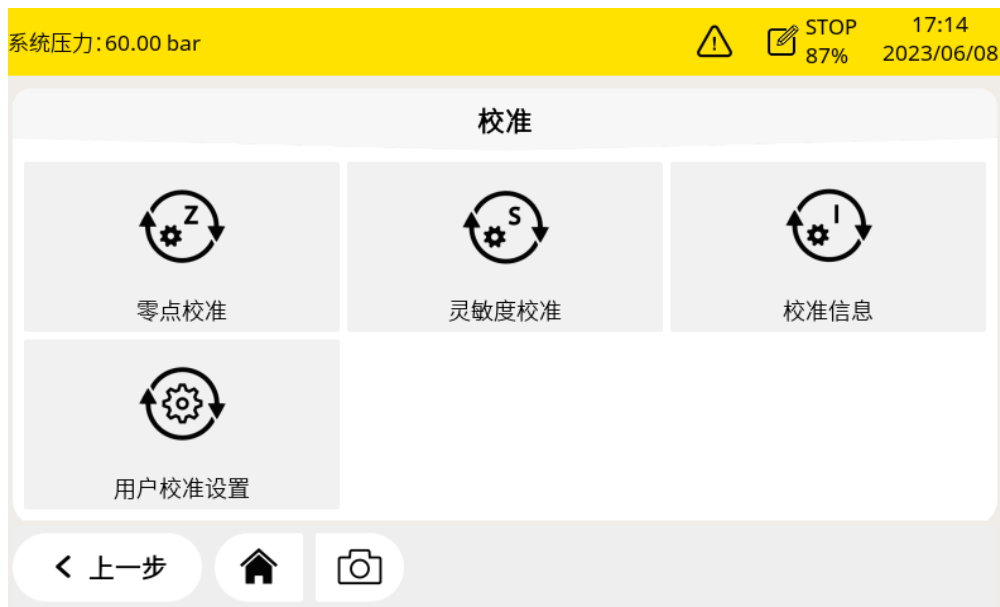 系统压力:60.00 bar
STOP
87%
17:14
2023/06/08
校准
Z
零点校准
S
灵敏度校准
I
校准信息
用户校准设置
上一步